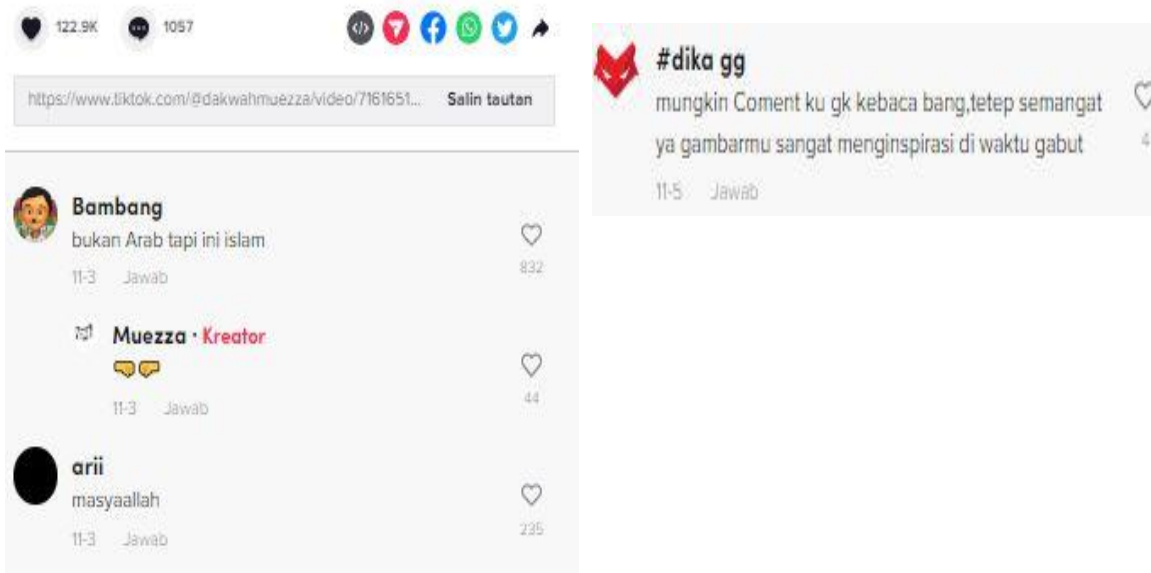 122.9K 1057
https://www.tiktok.com/@dakwahmuezza/video/7161651... Salin tautan
Bambang
bukan Arab tapi ini islam
832
11-3 Jawab
Muezza · Kreator
44
11-3 Jawab
arii
masyaallah
235
11-3 Jawab
#dika gg
mungkin Coment ku gk kebaca bang,tetep semangat
ya gambarmu sangat menginspirasi di waktu gabut
4
11-5 Jawab